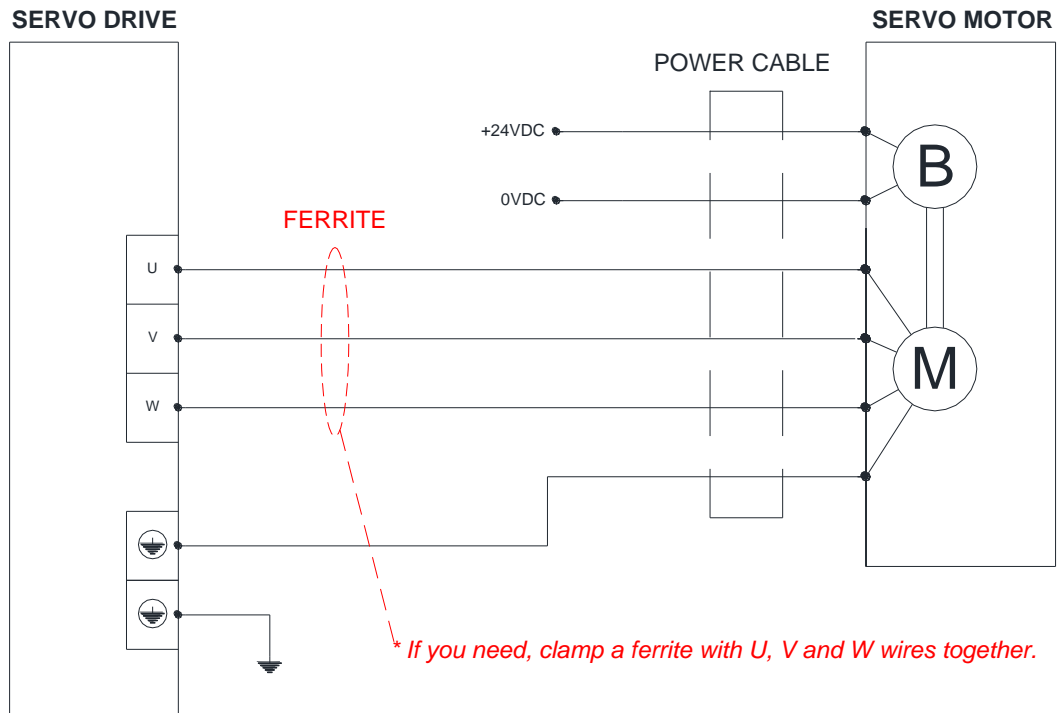 SERVO DRIVE
SERVO MOTOR
POWER CABLE
+24VDC
B
0VDC
FERRITE
U
V
M
W
* If you need, clamp a ferrite with U, V and W wires together.